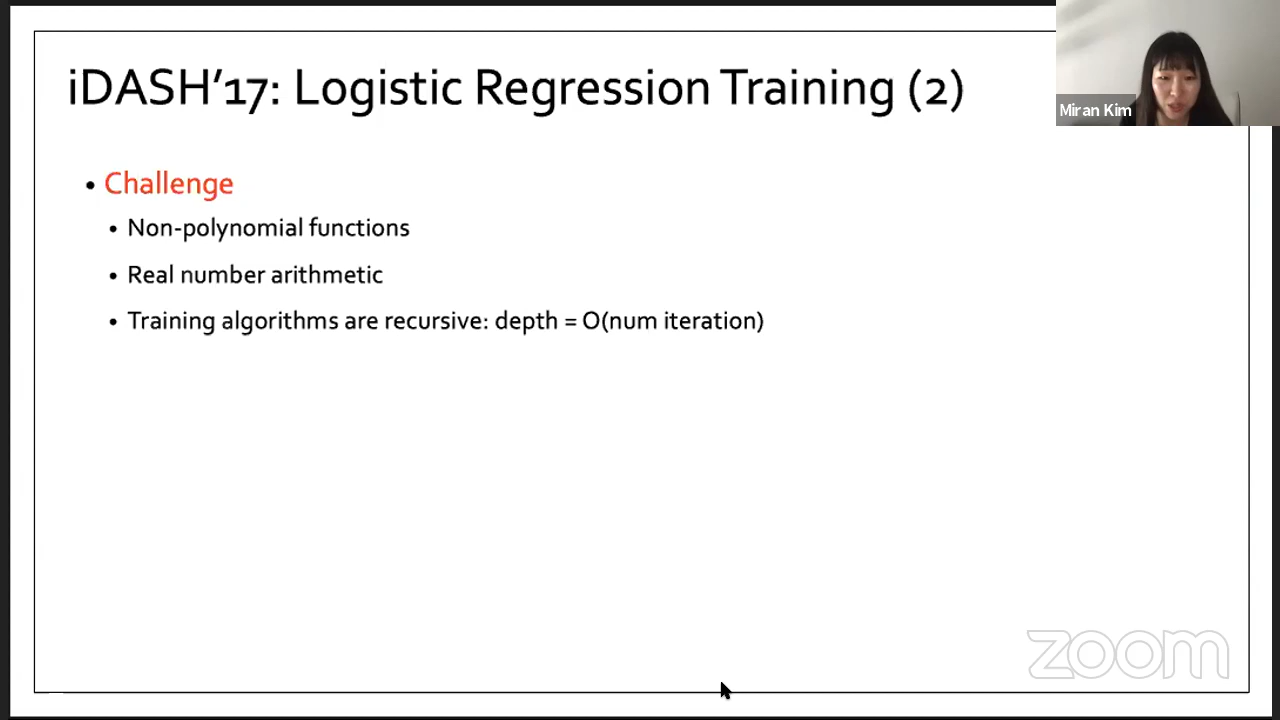 iDASH'17: Logistic Regression Training (2)
Miran Kim
• Challenge
• Non-polynomial functions
• Real number arithmetic
• Training algorithms are recursive: depth = O(num iteration)
zoom